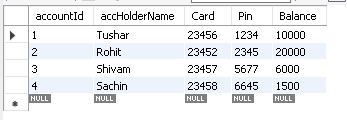 accountId accHolderName Card Pin Balance
1 Tushar 23456 1234 10000
2 Rohit 23452 2345 20000
3 Shivam 23457 5677 6000
4 Sachin 23458 6645 1500
NULL NULL NULL NULL NULL